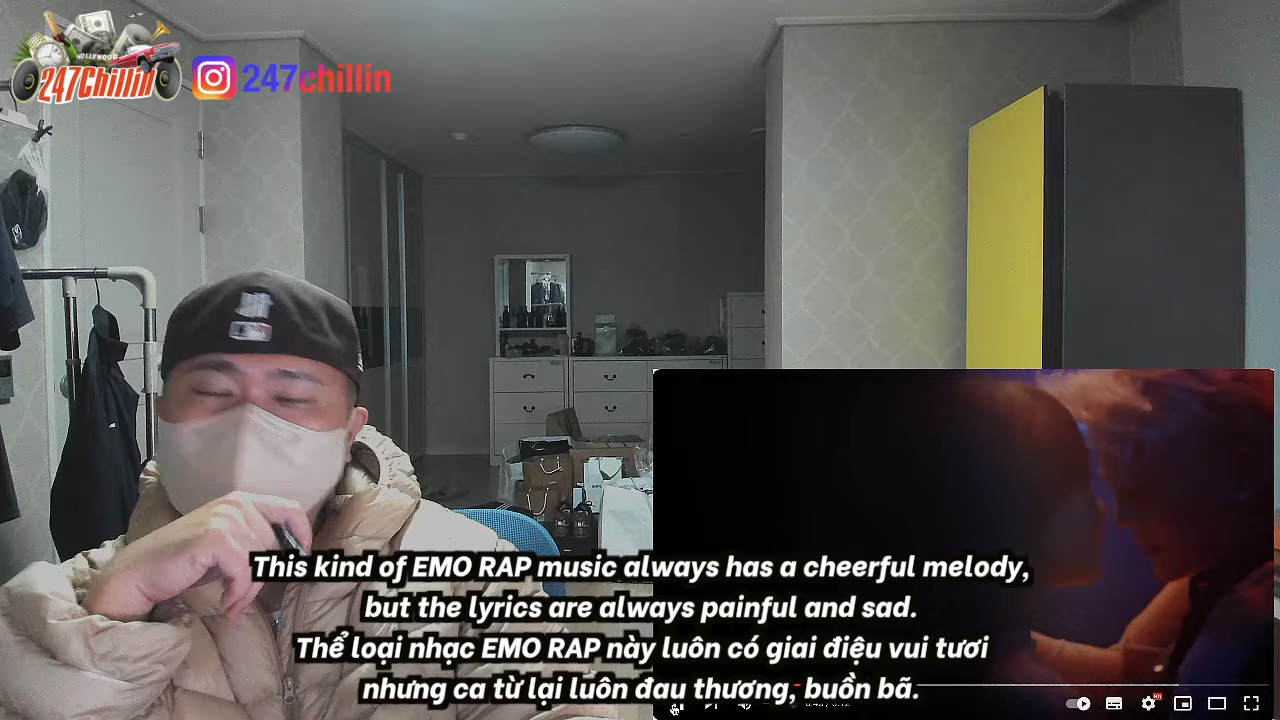 HOLLYWOOD
247Chillin
247chillin
This kind of EMO RAP music always has a cheerful melody,
but the lyrics are always painful and sad.
Thể loại nhạc EMO RAP này luôn có giai điệu vui tươi
nhưng ca từ lại luôn đau thương, buồn bã.